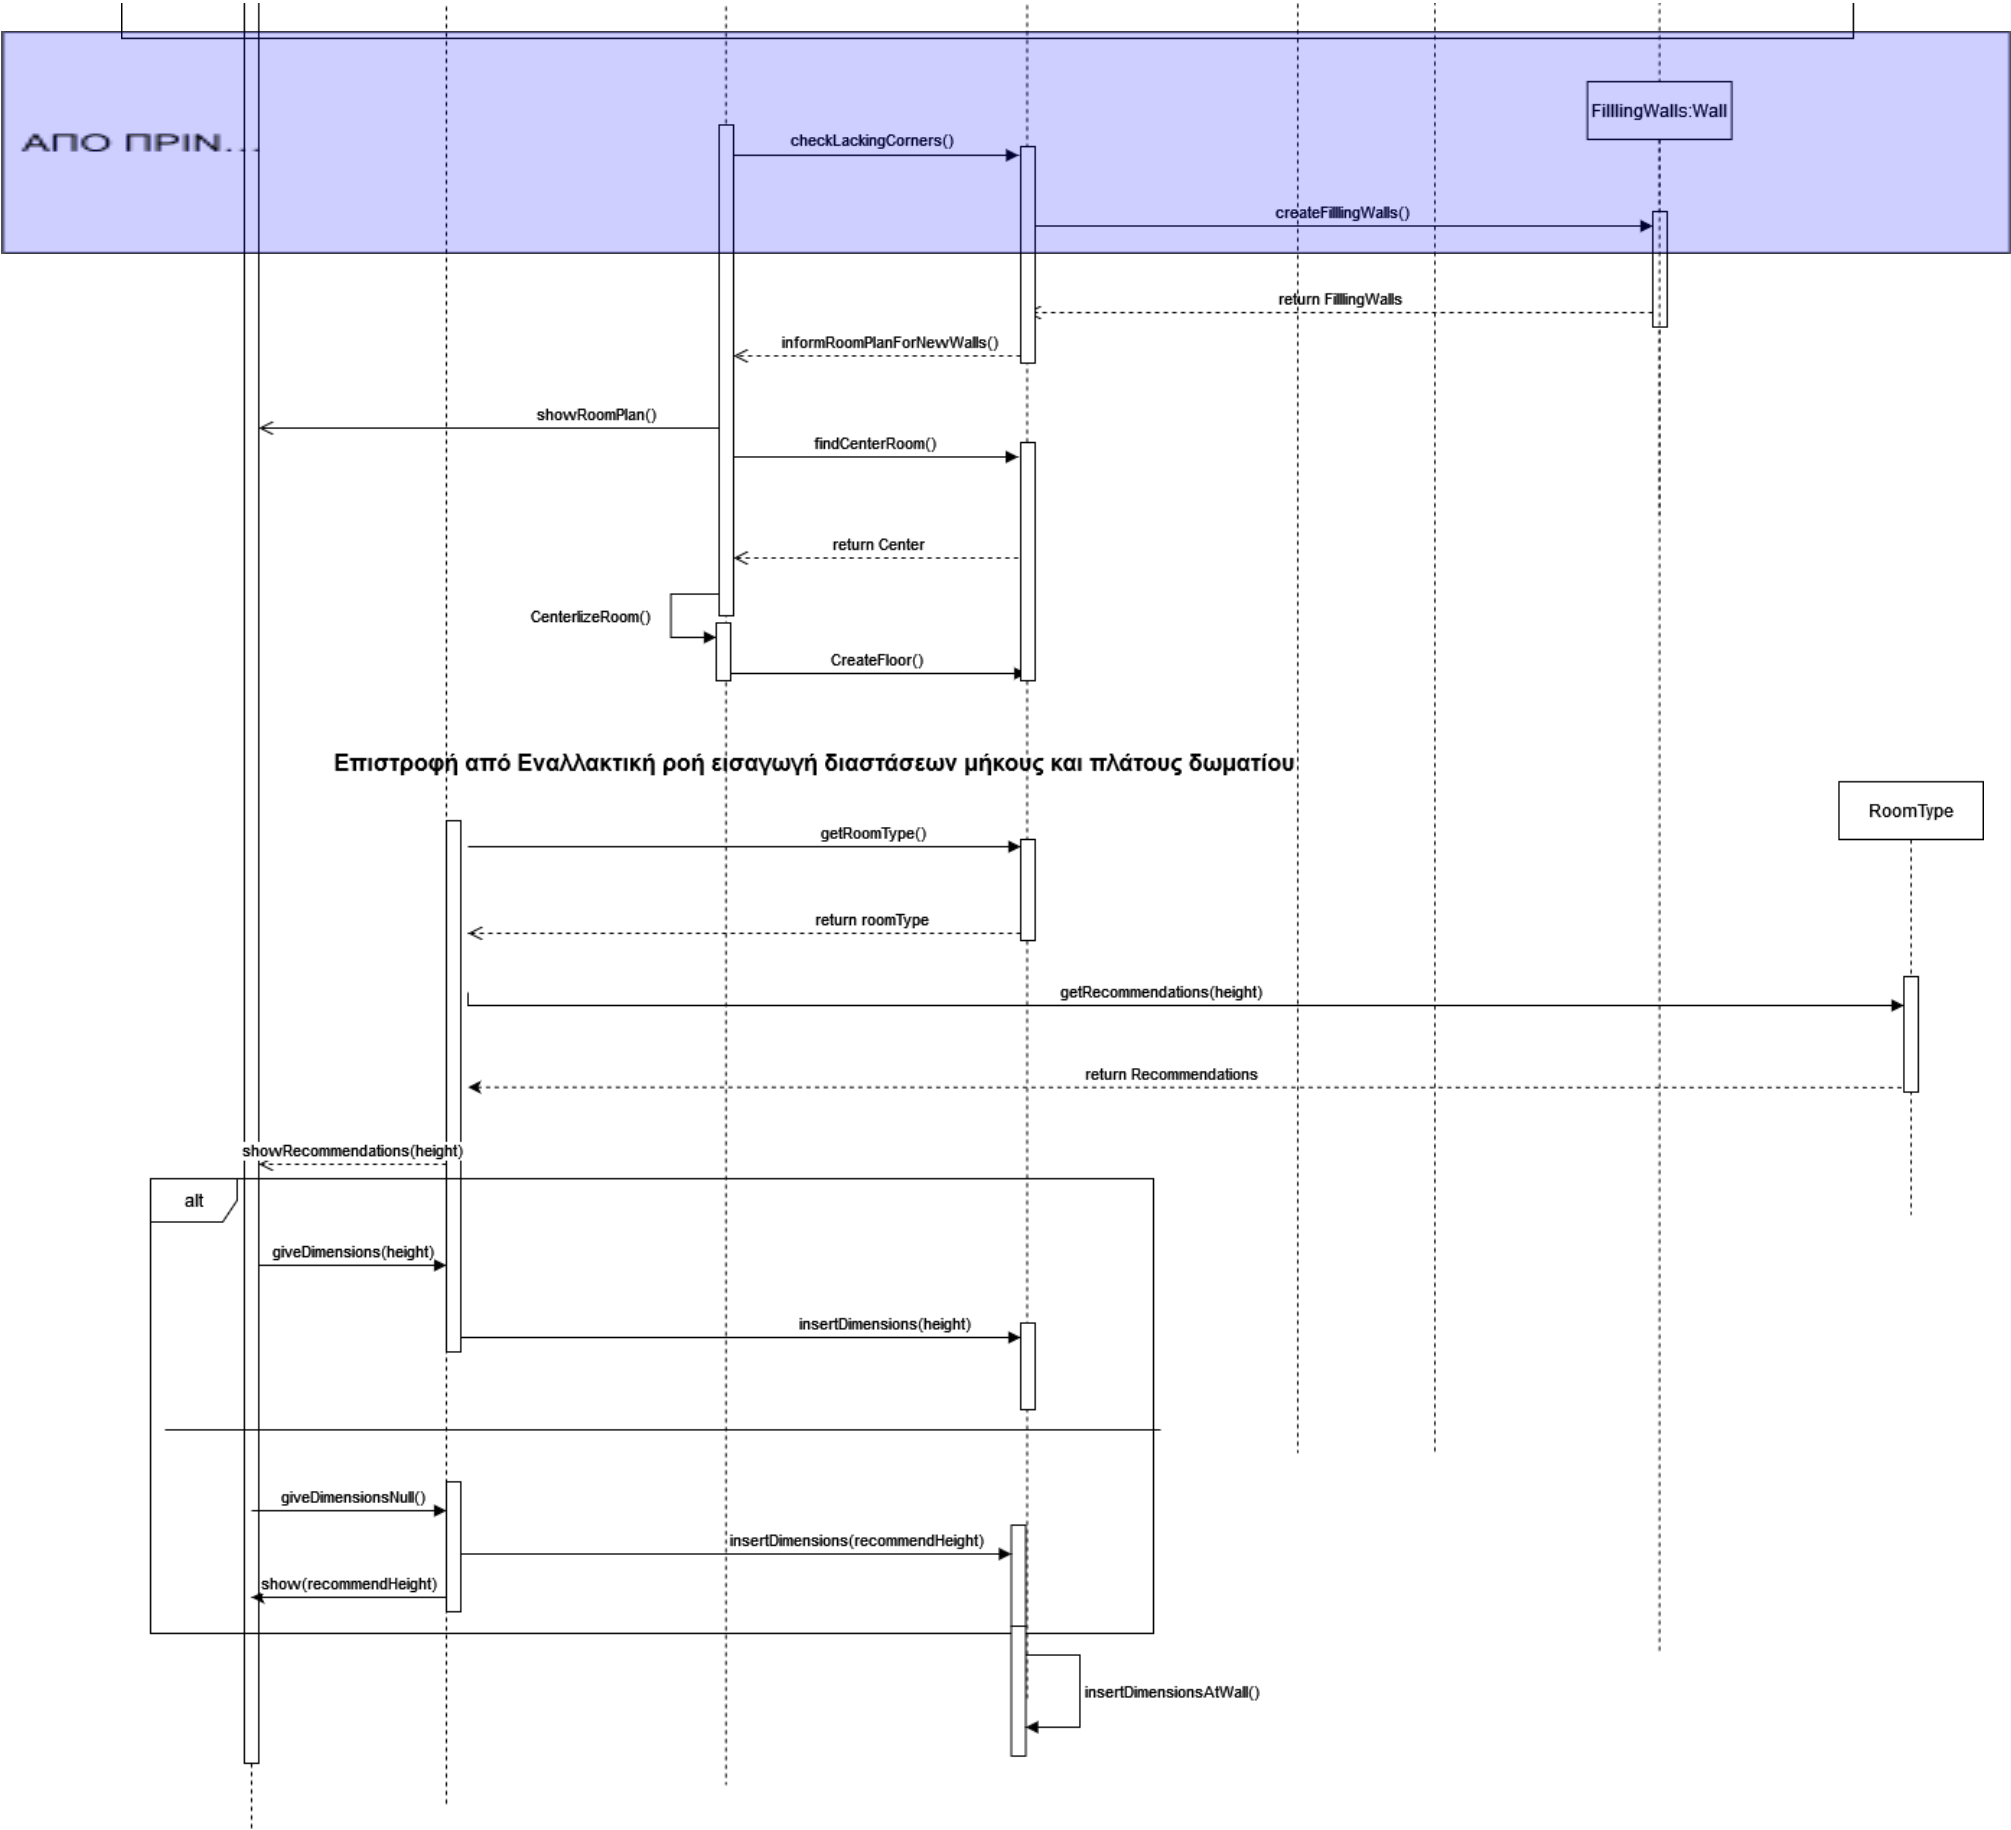 FilllingWalls:Wall
ΑΠΟ ΠΡΙΝ...
checkLackingCorners()
createFilllingWalls()
return FilllingWalls
informRoomPlanForNewWalls()
showRoomPlan()
findCenterRoom()
return Center
CenterlizeRoom()
CreateFloor()
Επιστροφή από Εναλλακτική ροή εισαγωγή διαστάσεων μήκους και πλάτους δωματίου
RoomType
getRoomType()
return roomType
getRecommendations(height)
return Recommendations
showRecommendations(height)
alt
giveDimensions(height)
insertDimensions(height)
giveDimensionsNull()
insertDimensions(recommendHeight)
show(recommendHeight)
insertDimensionsAtWall()